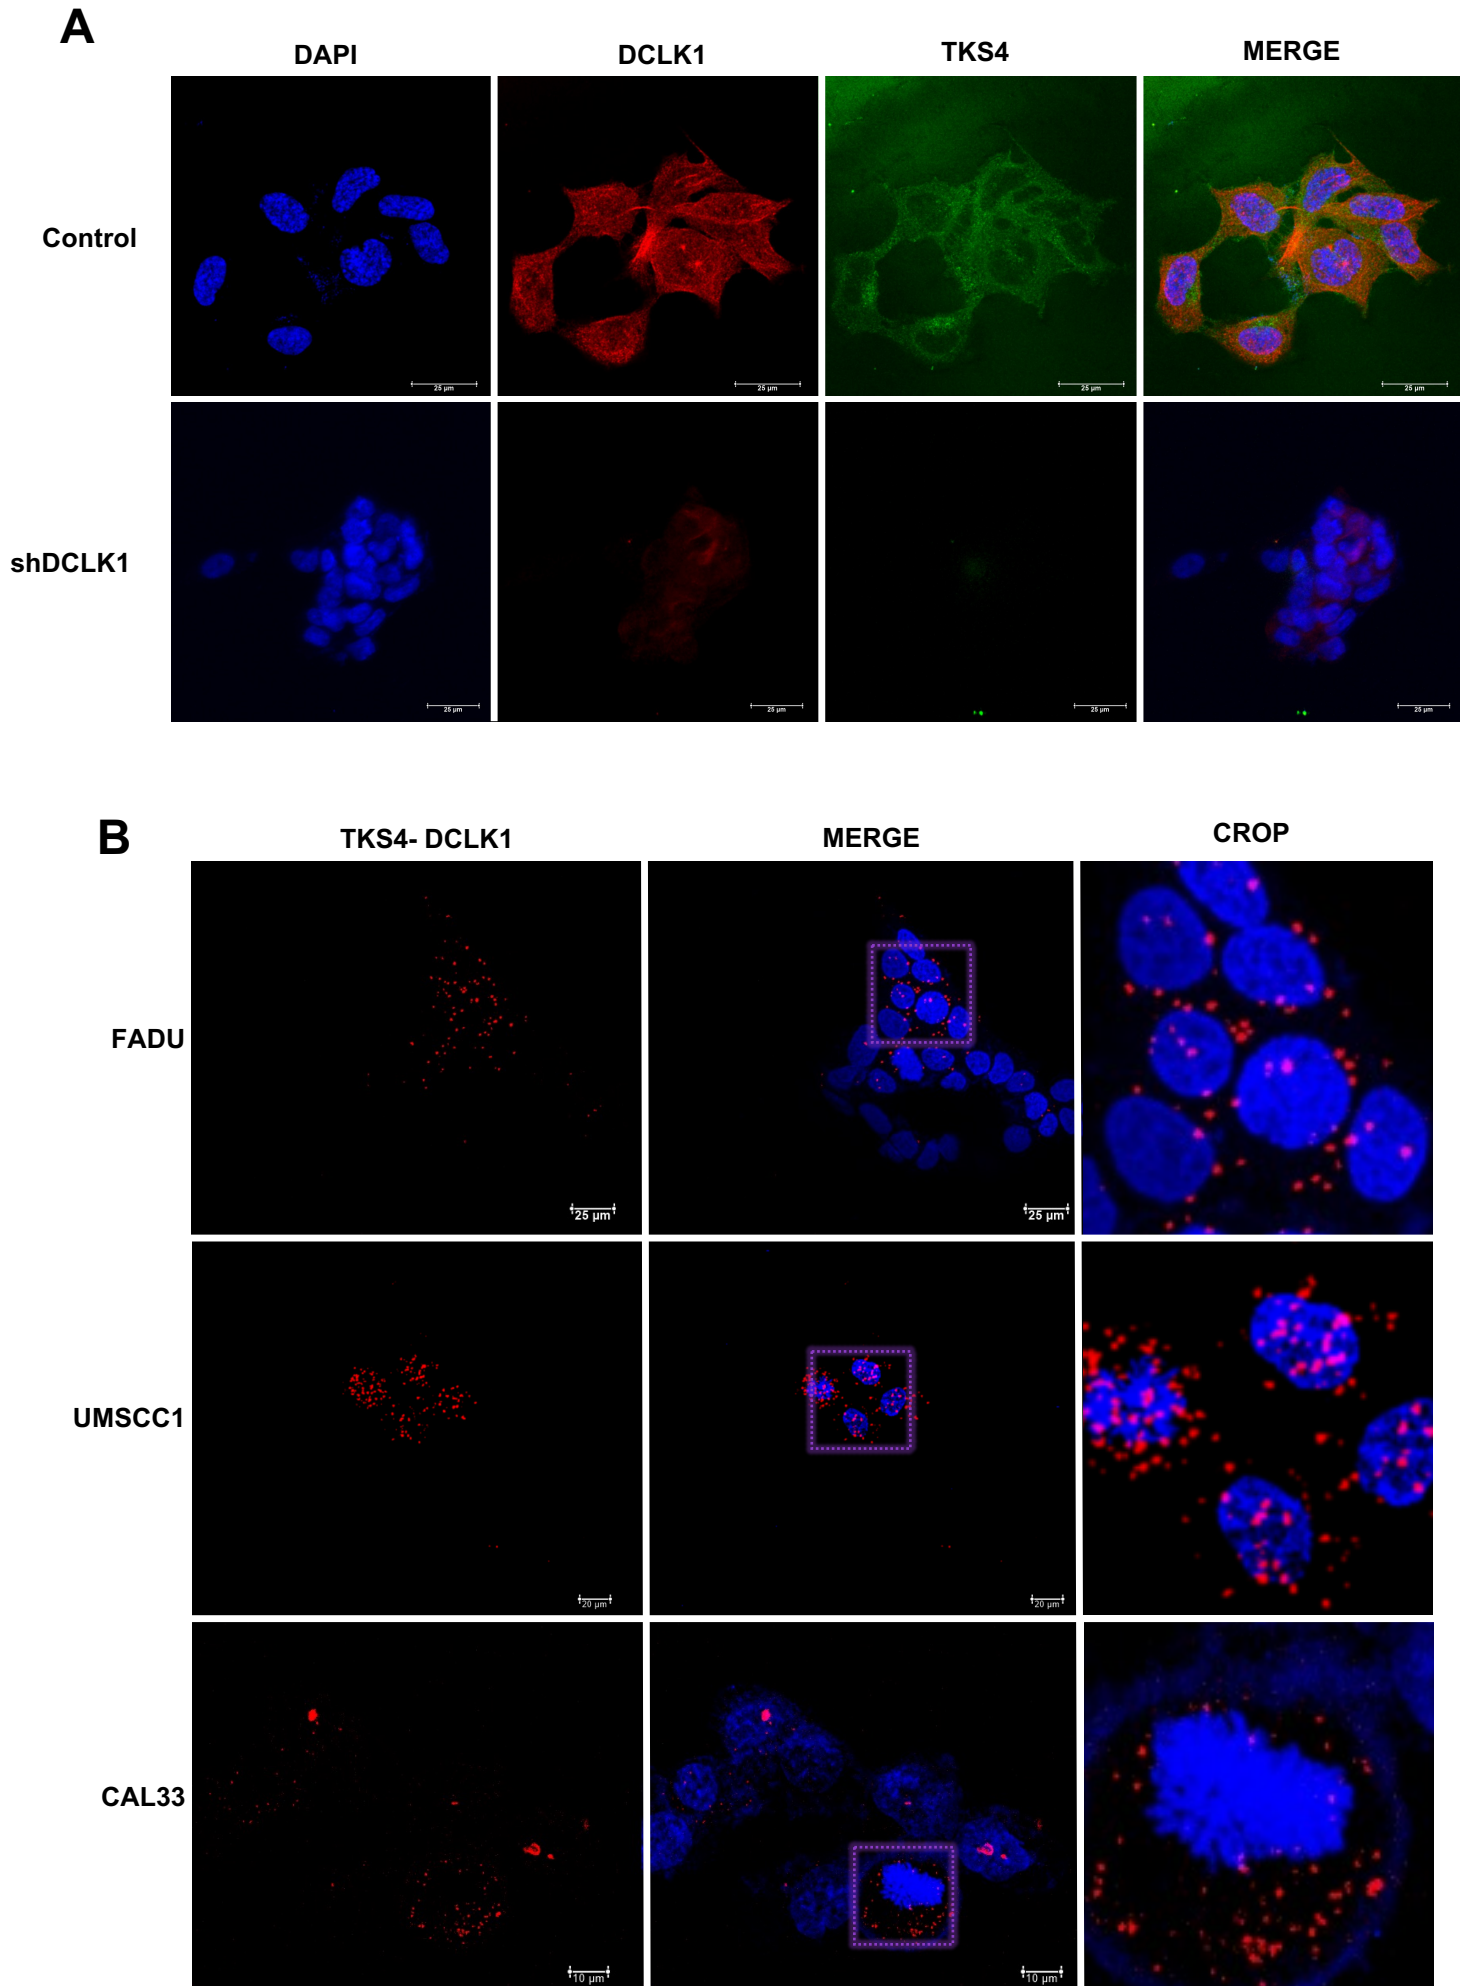 A
DAPI DCLK1 TKS4 MERGE
Control
25 µm 25 µm 25 µm 25 µm
shDCLK1
25 µm 25 µm 25 µm 25 µm
B
TKS4- DCLK1 MERGE CROP
FADU
25 µm 25 µm
UMSCC1
20 µm 20 µm
CAL33
10 µm 10 µm